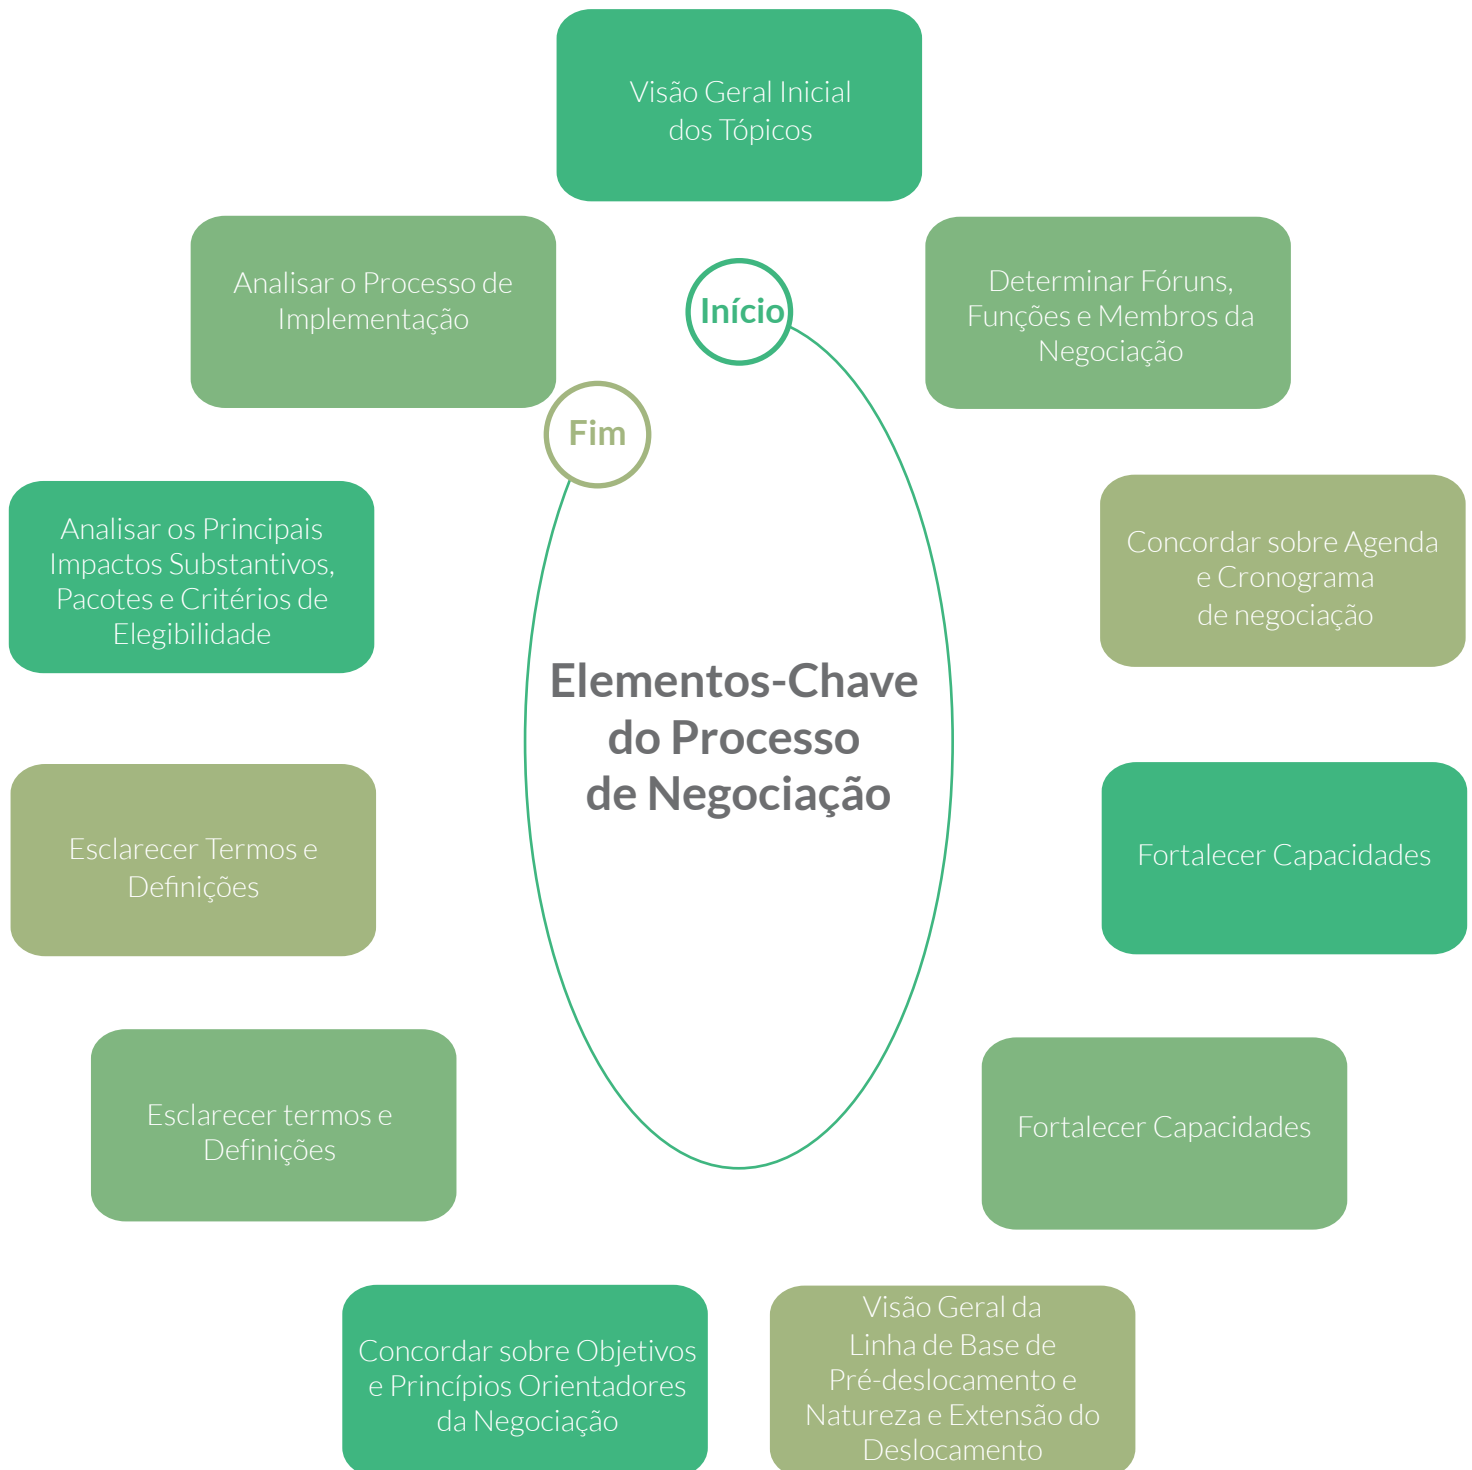 Visão Geral Inicial
dos Tópicos
Determinar Fóruns,
Funções e Membros da
Negociação
Concordar sobre Agenda
e Cronograma
de negociação
Fortalecer Capacidades
Fortalecer Capacidades
Visão Geral da
Linha de Base de
Pré-deslocamento e
Natureza e Extensão do
Deslocamento
Concordar sobre Objetivos
e Princípios Orientadores
da Negociação
Esclarecer termos e
Definições
Esclarecer Termos e
Definições
Analisar os Principais
Impactos Substantivos,
Pacotes e Critérios de
Elegibilidade
Analisar o Processo de
Implementação
Início
Fim
Elementos-Chave
do Processo
de Negociação